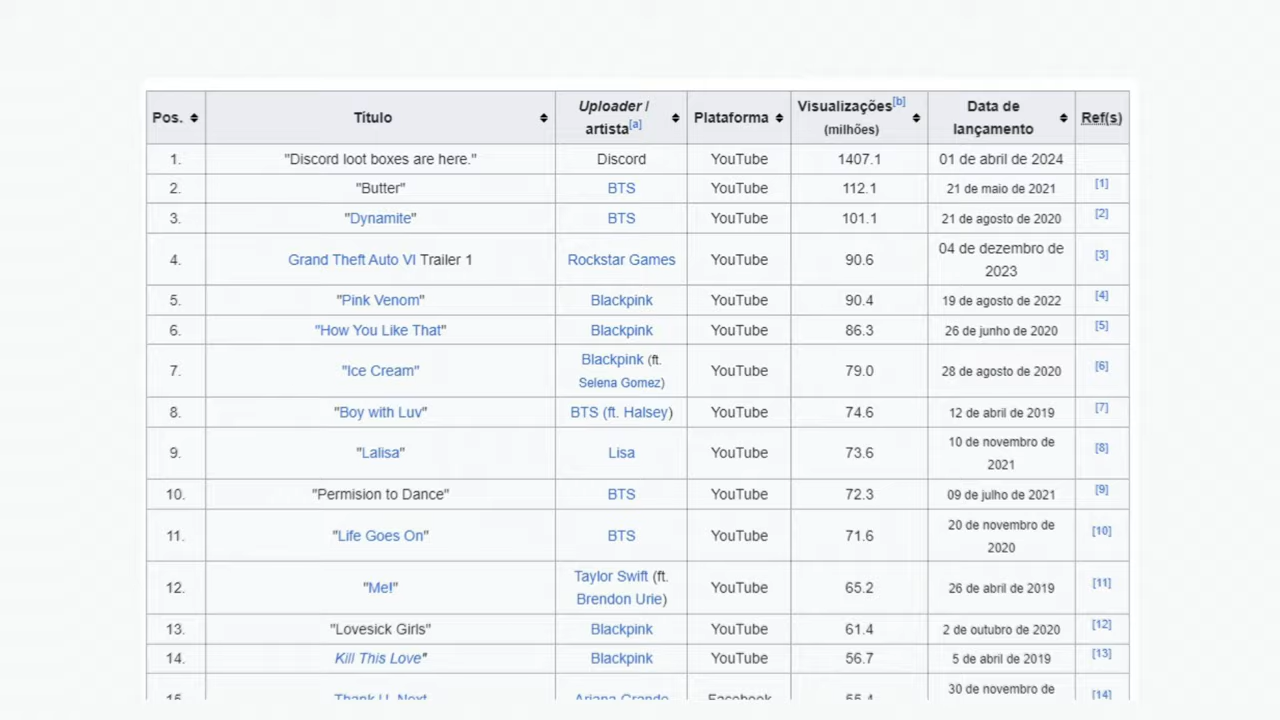 Pos. Título Uploader / artista[a] Plataforma Visualizações[b] (milhões) Data de lançamento Ref(s)
1. "Discord loot boxes are here." Discord YouTube 1407.1 01 de abril de 2024
2. "Butter" BTS YouTube 112.1 21 de maio de 2021 [1]
3. "Dynamite" BTS YouTube 101.1 21 de agosto de 2020 [2]
4. Grand Theft Auto VI Trailer 1 Rockstar Games YouTube 90.6 04 de dezembro de 2023 [3]
5. "Pink Venom" Blackpink YouTube 90.4 19 de agosto de 2022 [4]
6. "How You Like That" Blackpink YouTube 86.3 26 de junho de 2020 [5]
7. "Ice Cream" Blackpink (ft. Selena Gomez) YouTube 79.0 28 de agosto de 2020 [6]
8. "Boy with Luv" BTS (ft. Halsey) YouTube 74.6 12 de abril de 2019 [7]
9. "Lalisa" Lisa YouTube 73.6 10 de novembro de 2021 [8]
10. "Permision to Dance" BTS YouTube 72.3 09 de julho de 2021 [9]
11. "Life Goes On" BTS YouTube 71.6 20 de novembro de 2020 [10]
12. "Me!" Taylor Swift (ft. Brendon Urie) YouTube 65.2 26 de abril de 2019 [11]
13. "Lovesick Girls" Blackpink YouTube 61.4 2 de outubro de 2020 [12]
14. Kill This Love" Blackpink YouTube 56.7 5 de abril de 2019 [13]
15. Thank U, Next Ariana Grande Facebook 55.4 30 de novembro de [14]